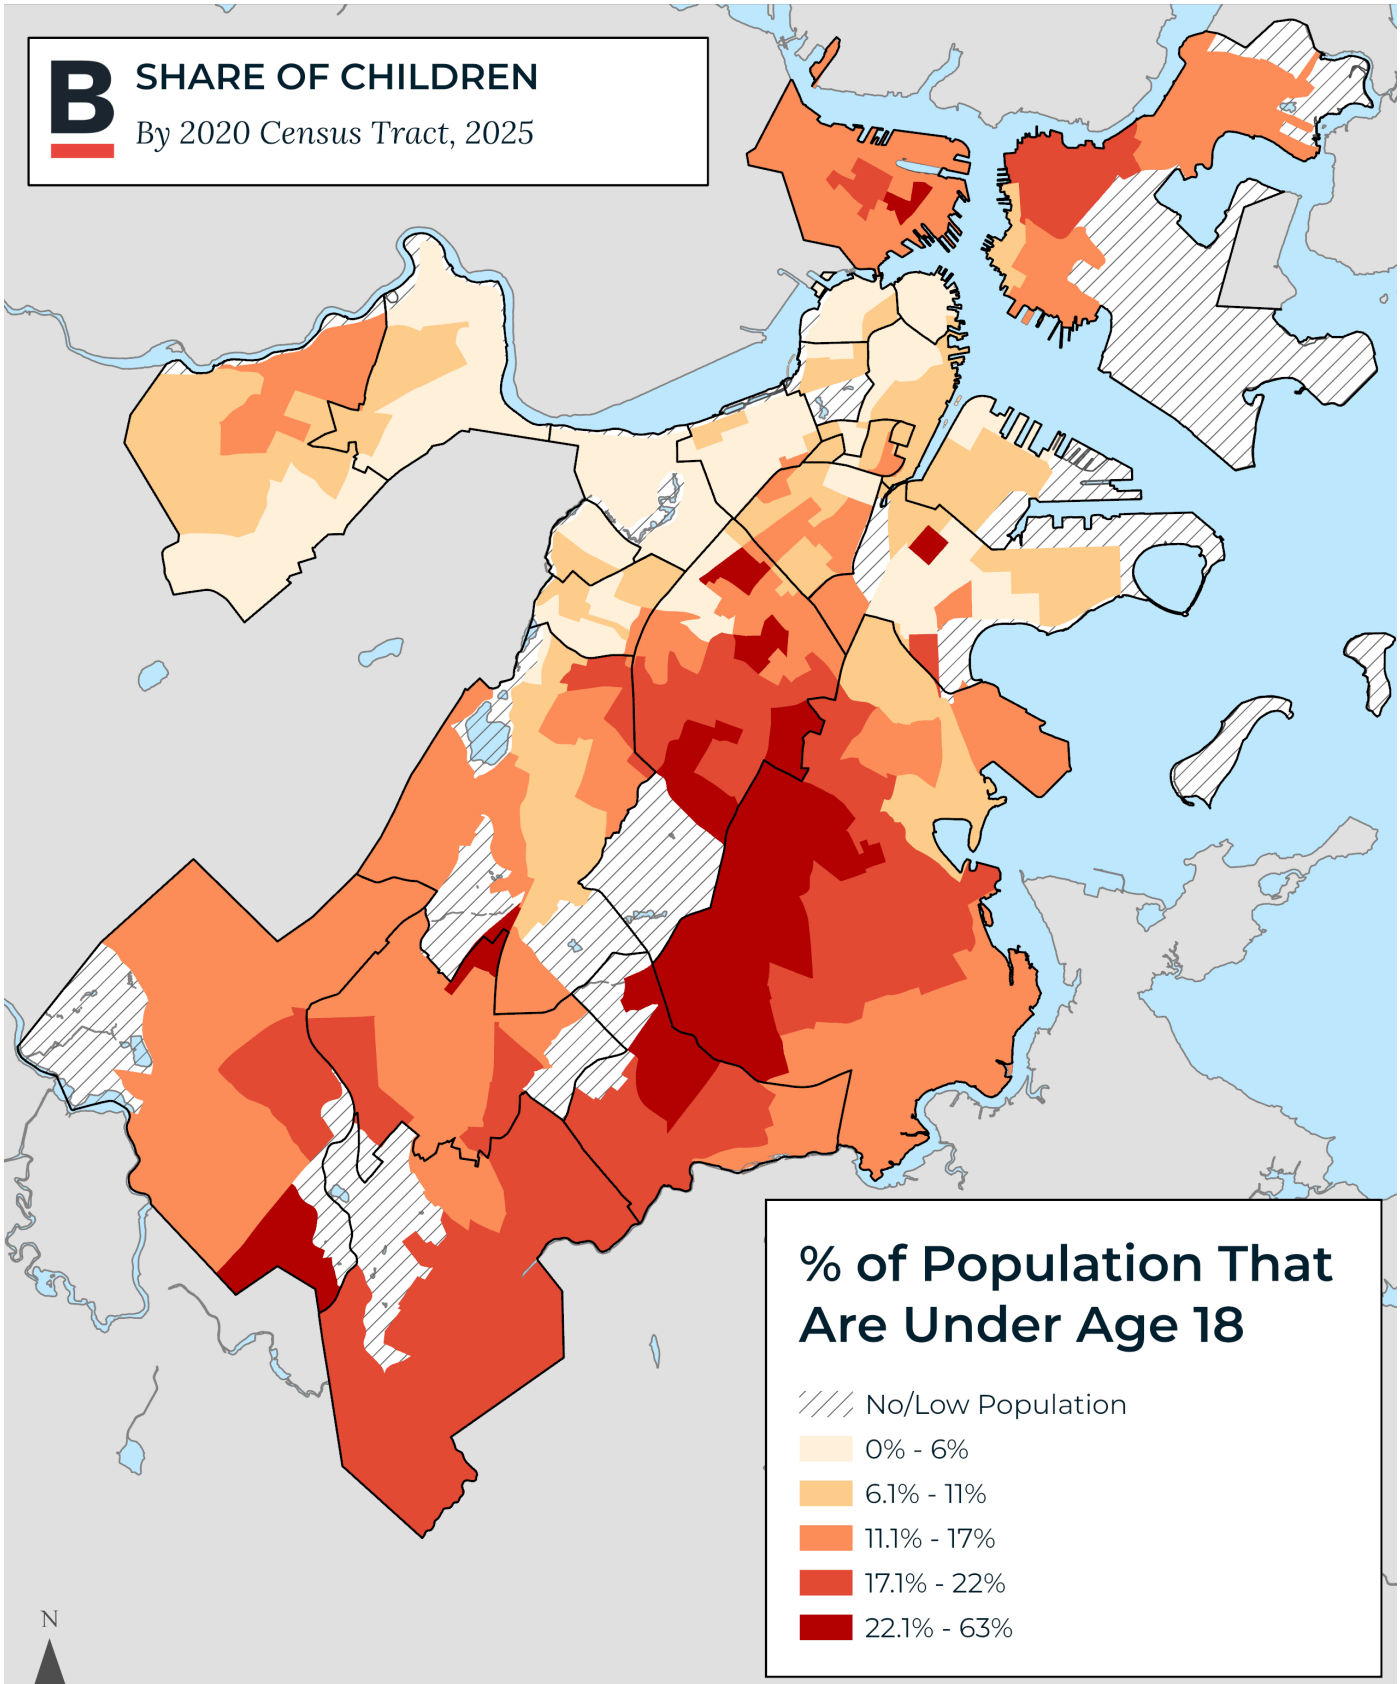 B
SHARE OF CHILDREN
By 2020 Census Tract, 2025
% of Population That
Are Under Age 18
No/Low Population
0% - 6%
6.1% - 11%
11.1% - 17%
17.1% - 22%
22.1% - 63%
N